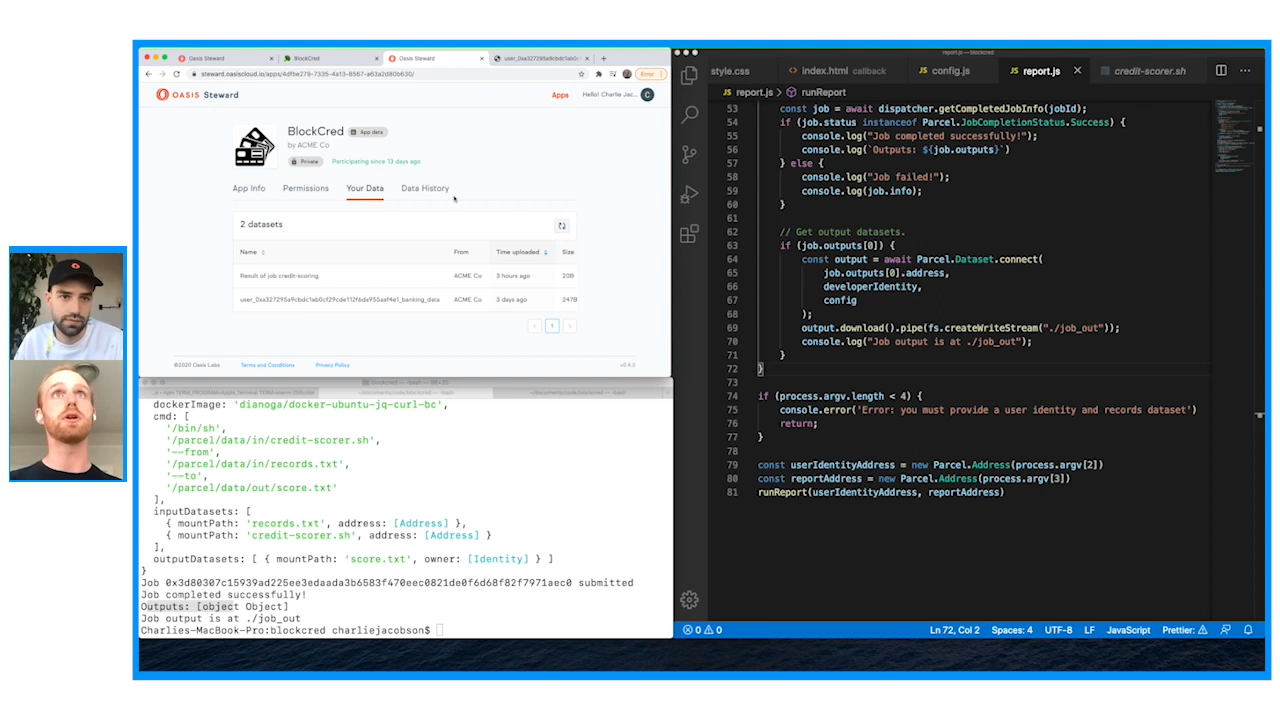 Oasis Steward
BlockCred
Oasis Steward
user_0xa327295a9cbdc1ab0
steward.oasiscloud.io/apps/4dfbe279-7335-4a13-8567-a63a2d80b630/
Error
OASIS Steward
Apps
Hello! Charlie Jac...
C
BlockCred
App data
by ACME Co
Private
Participating since 13 days ago
App Info
Permissions
Your Data
Data History
2 datasets
Name
From
Time uploaded
Size
Result of job credit-scoring
ACME Co
3 hours ago
20B
user_0xa327295a9cbdc1ab0cf29cde112f6da955aaf4e1_banking_data
ACME Co
3 days ago
247B
1
©2020 Oasis Labs
Terms and Conditions
Privacy Policy
v0.4.0
dockerImage: 'dianoga/docker-ubuntu-jq-curl-bc',
cmd: [
'/bin/sh',
'/parcel/data/in/credit-scorer.sh',
'--from',
'/parcel/data/in/records.txt',
'--to',
'/parcel/data/out/score.txt'
],
inputDatasets: [
{ mountPath: 'records.txt', address: [Address] },
{ mountPath: 'credit-scorer.sh', address: [Address] }
],
outputDatasets: [ { mountPath: 'score.txt', owner: [Identity] } ]
}
Job 0x3d80307c15939ad225ee3edaada3b6583f470eec0821de0f6d68f82f7971aec0 submitted
Job completed successfully!
Outputs: [object Object]
Job output is at ./job_out
Charlies-MacBook-Pro:blockcred charliejacobson$
report.js — blockcred
style.css
index.html callback
JS config.js
JS report.js
credit-scorer.sh
JS report.js > runReport
53 const job = await dispatcher.getCompletedJobInfo(jobId);
54 if (job.status instanceof Parcel.JobCompletionStatus.Success) {
55 console.log("Job completed successfully!");
56 console.log(`Outputs: ${job.outputs}`)
57 } else {
58 console.log("Job failed!");
59 console.log(job.info);
60 }
61
62 // Get output datasets.
63 if (job.outputs[0]) {
64 const output = await Parcel.Dataset.connect(
65 job.outputs[0].address,
66 developerIdentity,
67 config
68 );
69 output.download().pipe(fs.createWriteStream("./job_out"));
70 console.log("Job output is at ./job_out");
71 }
72 }
73
74 if (process.argv.length < 4) {
75 console.error('Error: you must provide a user identity and records dataset')
76 return;
77 }
78
79 const userIdentityAddress = new Parcel.Address(process.argv[2])
80 const reportAddress = new Parcel.Address(process.argv[3])
81 runReport(userIdentityAddress, reportAddress)
0 0
Ln 72, Col 2
Spaces: 4
UTF-8
LF
JavaScript
Prettier: